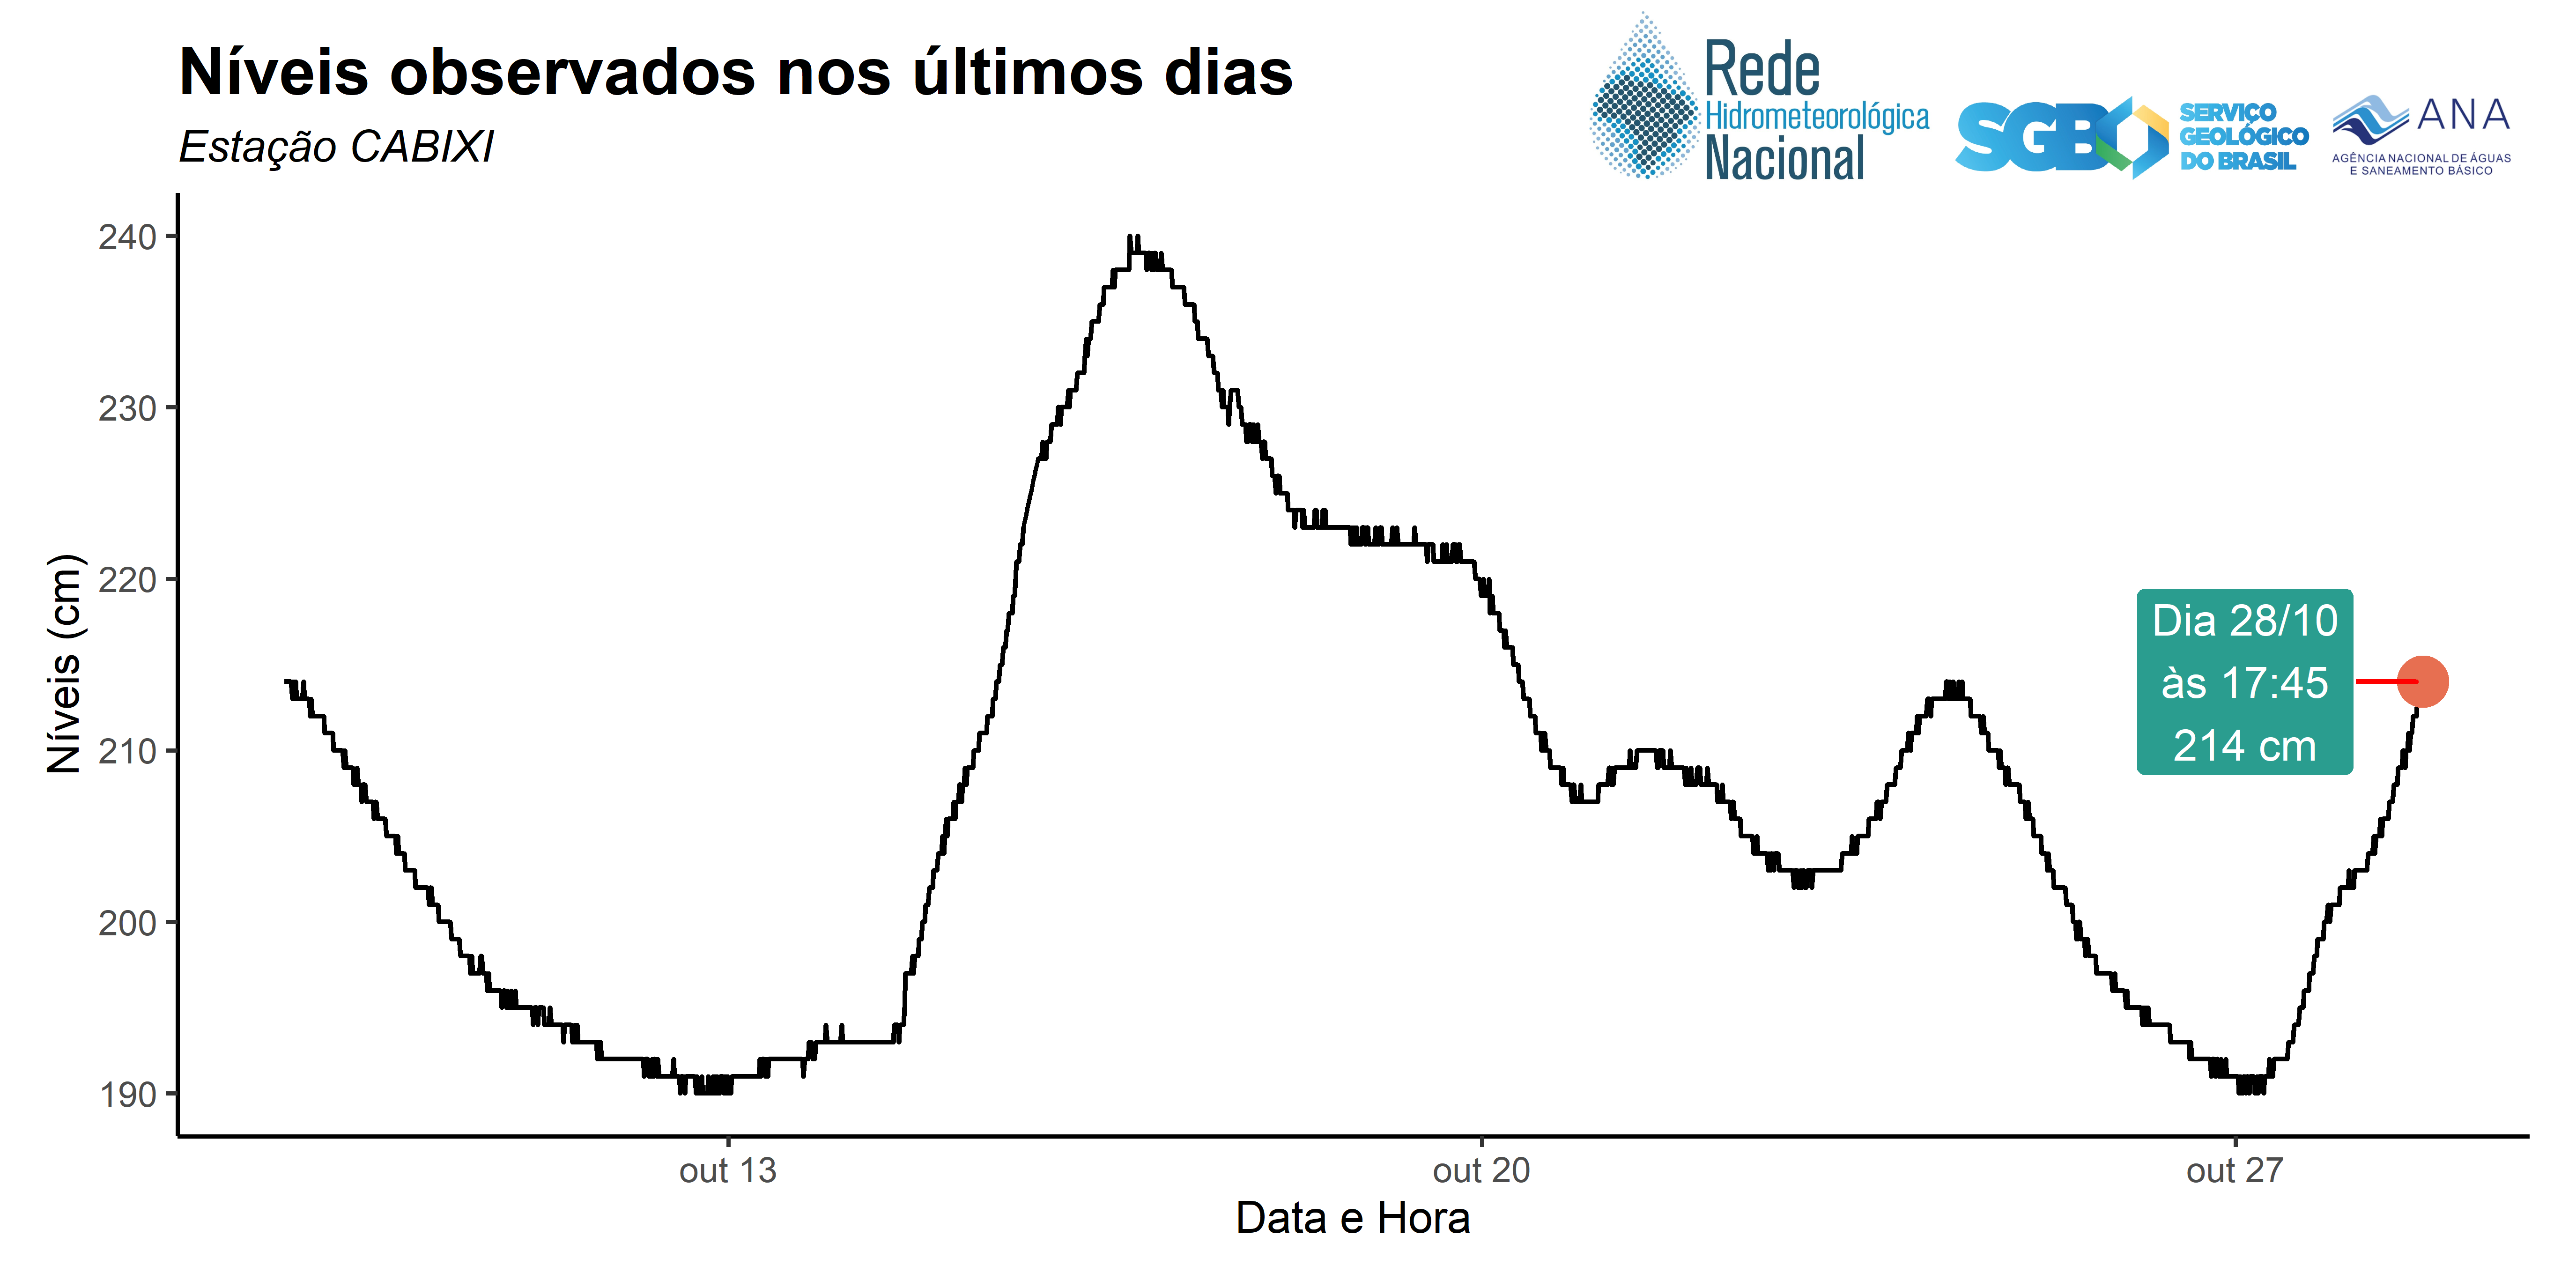 Níveis observados nos últimos dias
Estação CABIXI
Rede
Hidrometeorológica
Nacional
SGB
SERVIÇO
GEOLÓGICO
DO BRASIL
ANA
AGÊNCIA NACIONAL DE ÁGUAS
E SANEAMENTO BÁSICO
Níveis (cm)
240
230
220
210
200
190
Dia 28/10
às 17:45
214 cm
out 13
out 20
out 27
Data e Hora